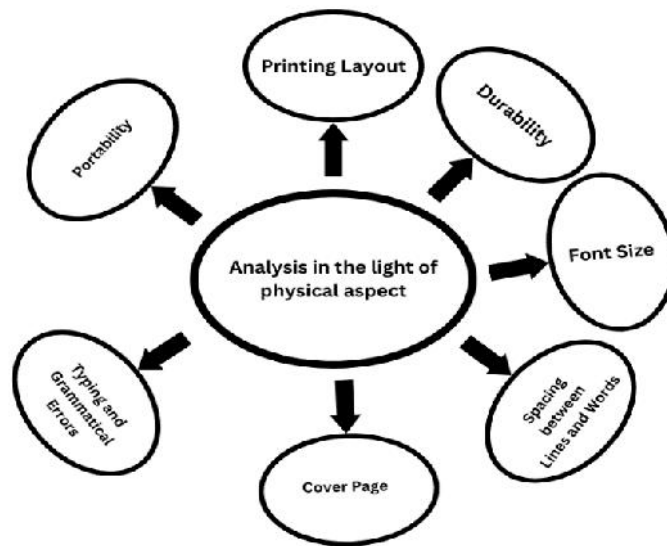 Printing Layout
Durability
Portability
Font Size
Analysis in the light of
physical aspect
Spacing
between
Lines and Words
Typing and
Grammatical
Errors
Cover Page